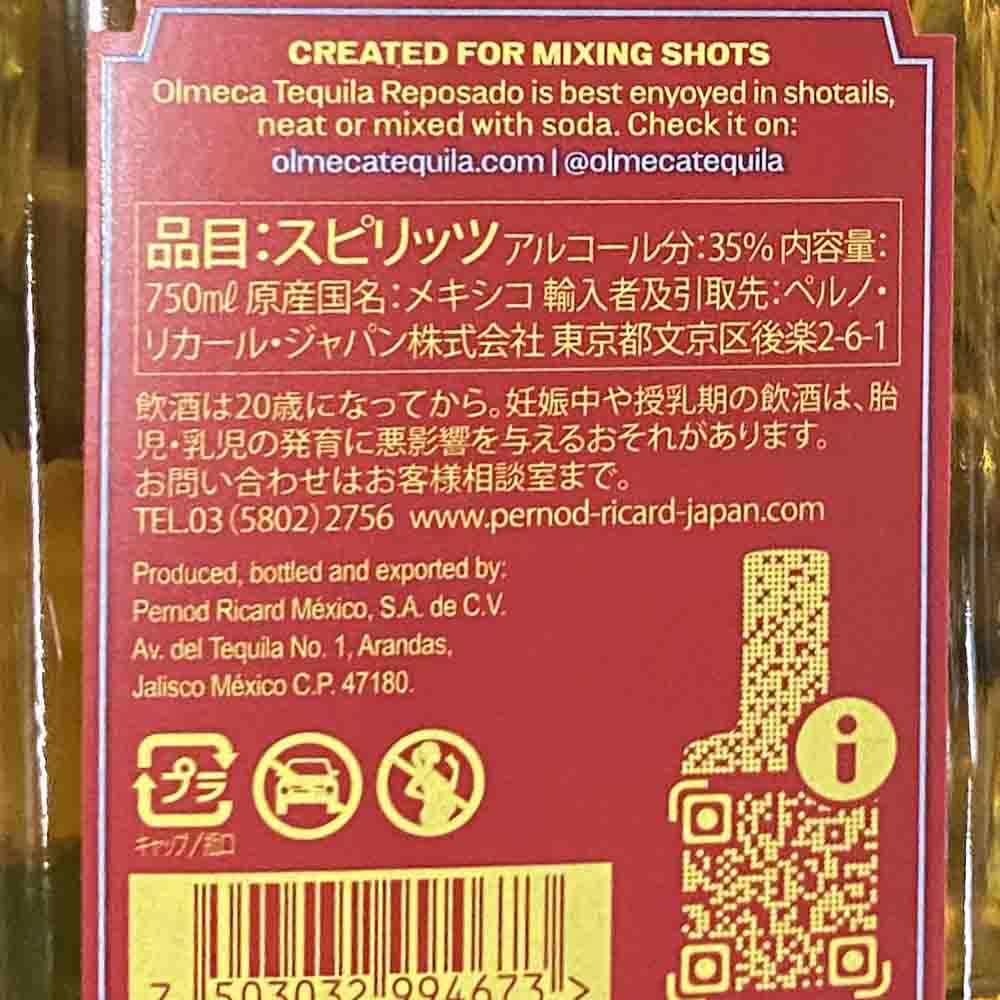 CREATED FOR MIXING SHOTS
Olmeca Tequila Reposado is best enyoyed in shotails,
neat or mixed with soda. Check it on:
olmecatequila.com | @olmecatequila
品目：スピリッツ アルコール分：35% 内容量：
750mℓ 原産国名：メキシコ 輸入者及引取先：ペルノ・
リカール・ジャパン株式会社 東京都文京区後楽2-6-1
飲酒は20歳になってから。妊娠中や授乳期の飲酒は、胎
児・乳児の発育に悪影響を与えるおそれがあります。
お問い合わせはお客様相談室まで。
TEL.03(5802)2756 www.pernod-ricard-japan.com
Produced, bottled and exported by:
Pernod Ricard México, S.A. de C.V.
Av. del Tequila No. 1, Arandas,
Jalisco México C.P. 47180.
プラ
キャップ/注口
i
7 503032 994673 >